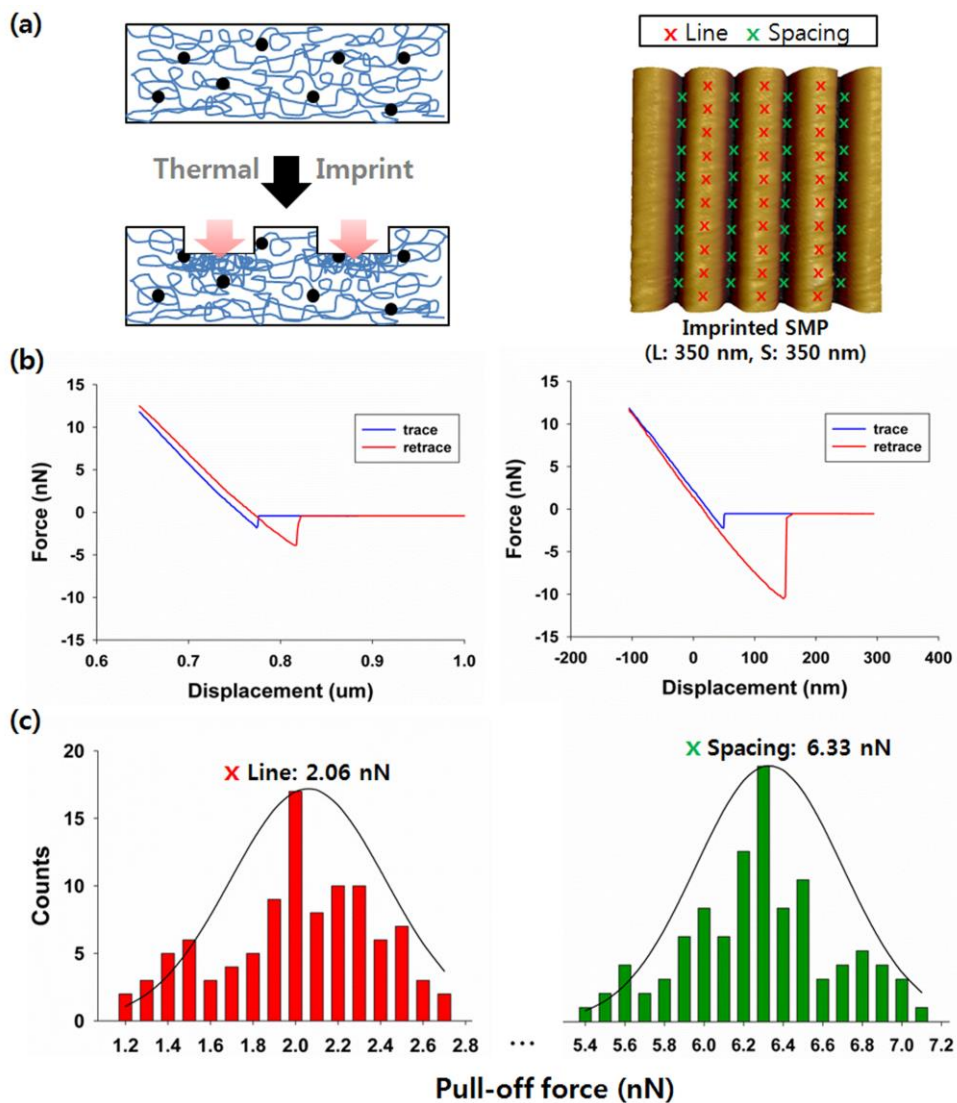 (a)
x Line x Spacing
Thermal Imprint
Imprinted SMP
(L: 350 nm, S: 350 nm)
(b)
15
10
5
0
-5
-10
-15
Force (nN)
trace
retrace
0.6 0.7 0.8 0.9 1.0
Displacement (um)
15
10
5
0
-5
-10
-15
Force (nN)
trace
retrace
-200 -100 0 100 200 300 400
Displacement (nm)
(c)
20
15
10
5
0
Counts
x Line: 2.06 nN
1.2 1.4 1.6 1.8 2.0 2.2 2.4 2.6 2.8
...
x Spacing: 6.33 nN
5.4 5.6 5.8 6.0 6.2 6.4 6.6 6.8 7.0 7.2
Pull-off force (nN)